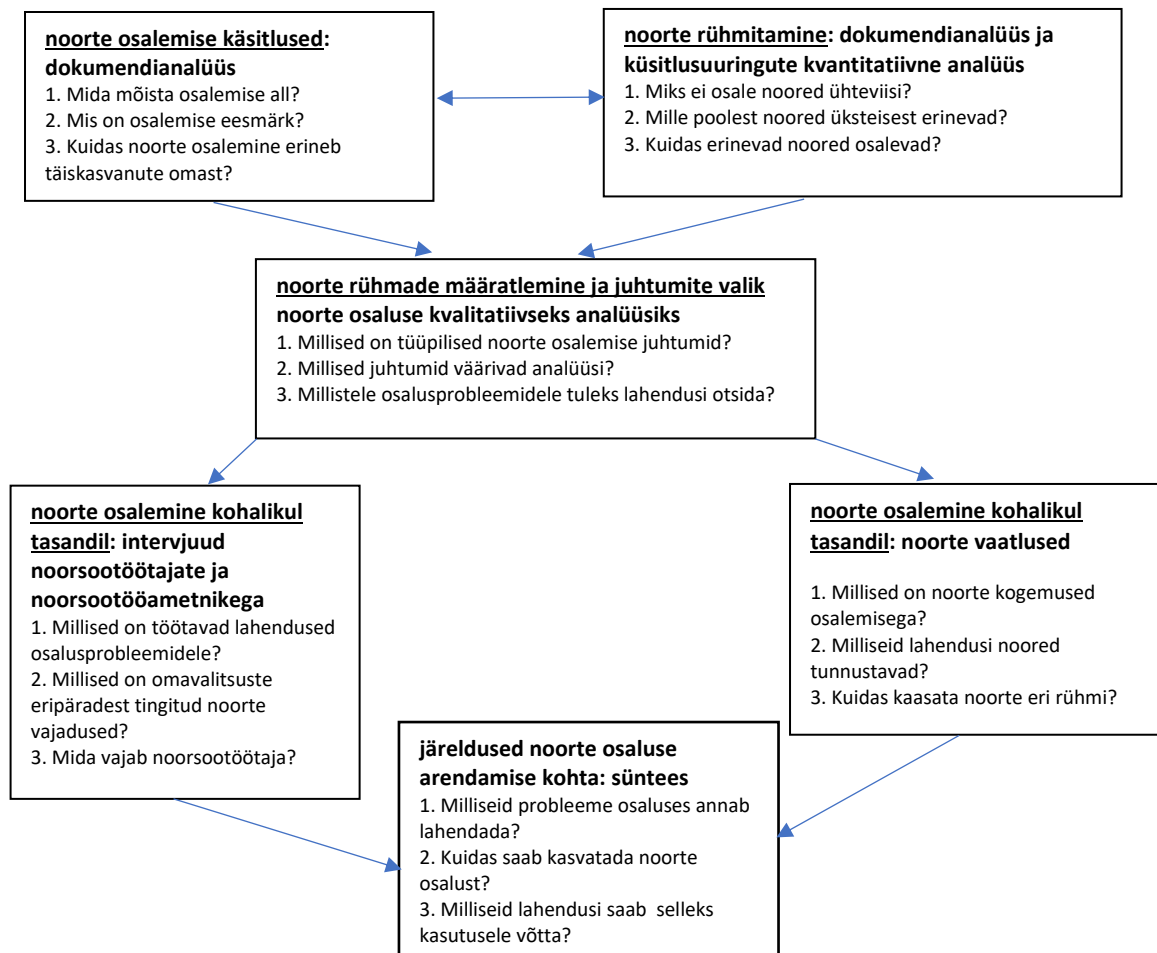 noorte osalemise käsitlused:
dokumendianalüüs
1. Mida mõista osalemise all?
2. Mis on osalemise eesmärk?
3. Kuidas noorte osalemine erineb
täiskasvanute omast?
noorte rühmitamine: dokumendianalüüs ja
küsitlusuuringute kvantitatiivne analüüs
1. Miks ei osale noored ühteviisi?
2. Mille poolest noored üksteisest erinevad?
3. Kuidas erinevad noored osalevad?
noorte rühmade määratlemine ja juhtumite valik
noorte osaluse kvalitatiivseks analüüsiks
1. Millised on tüüpilised noorte osalemise juhtumid?
2. Millised juhtumid väärivad analüüsi?
3. Millistele osalusprobleemidele tuleks lahendusi otsida?
noorte osalemine kohalikul
tasandil: intervjuud
noorsootöötajate ja
noorsootööametnikega
1. Millised on töötavad lahendused
osalusprobleemidele?
2. Millised on omavalitsuste
eripäradest tingitud noorte
vajadused?
3. Mida vajab noorsootöötaja?
noorte osalemine kohalikul
tasandil: noorte vaatlused
1. Millised on noorte kogemused
osalemisega?
2. Milliseid lahendusi noored
tunnustavad?
3. Kuidas kaasata noorte eri rühmi?
järeldused noorte osaluse
arendamise kohta: süntees
1. Milliseid probleeme osaluses annab
lahendada?
2. Kuidas saab kasvatada noorte
osalust?
3. Milliseid lahendusi saab selleks
kasutusele võtta?